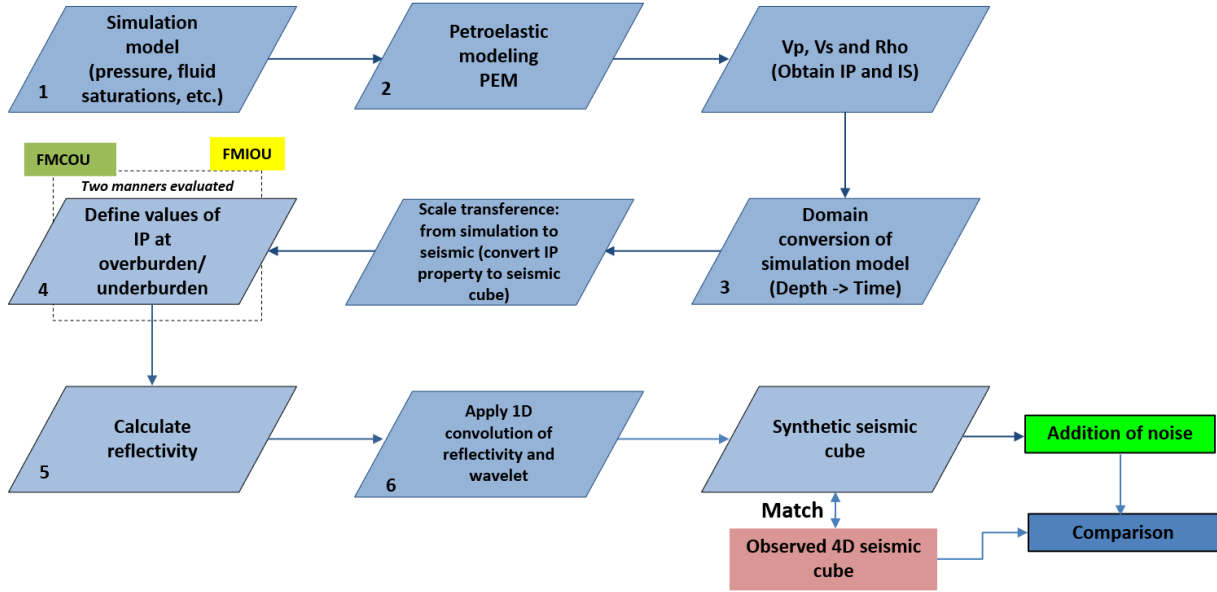 Simulation
model
(pressure, fluid
saturations, etc.)
1
Petroelastic
modeling
PEM
2
Vp, Vs and Rho
(Obtain IP and IS)
FMCOU
FMIOU
Two manners evaluated
Define values of
IP at
overburden/
underburden
4
Scale transference:
from simulation to
seismic (convert IP
property to seismic
cube)
Domain
conversion of
simulation model
(Depth -> Time)
3
Calculate
reflectivity
5
Apply 1D
convolution of
reflectivity and
wavelet
6
Synthetic seismic
cube
Addition of noise
Match
Observed 4D seismic
cube
Comparison